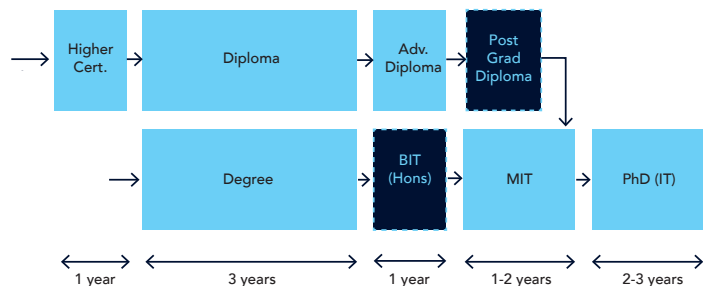 Higher
Cert.
Diploma
Adv.
Diploma
Post
Grad
Diploma
Degree
BIT
(Hons)
MIT
PhD (IT)
1 year
3 years
1 year
1-2 years
2-3 years